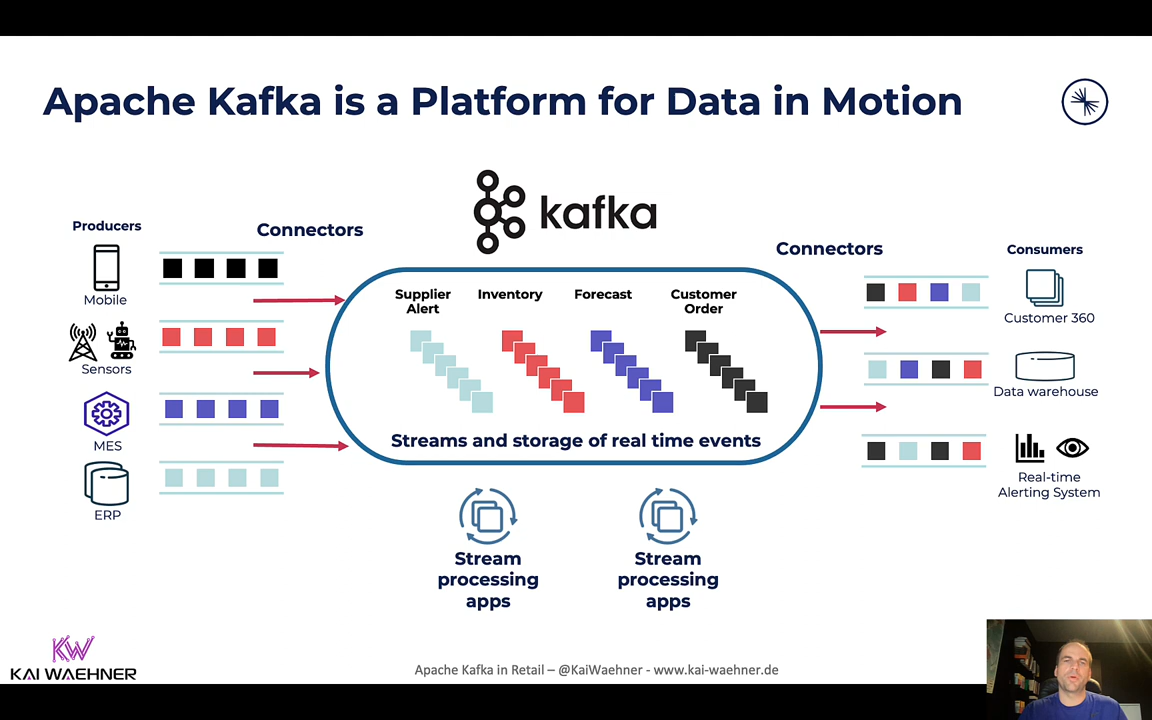 Apache Kafka is a Platform for Data in Motion
kafka
Producers
Connectors
Mobile
Sensors
MES
ERP
Supplier
Alert
Inventory
Forecast
Customer
Order
Streams and storage of real time events
Stream
processing
apps
Stream
processing
apps
Connectors
Consumers
Customer 360
Data warehouse
Real-time
Alerting System
KW
KAI WAEHNER
Apache Kafka in Retail – @KaiWaehner - www.kai-waehner.de